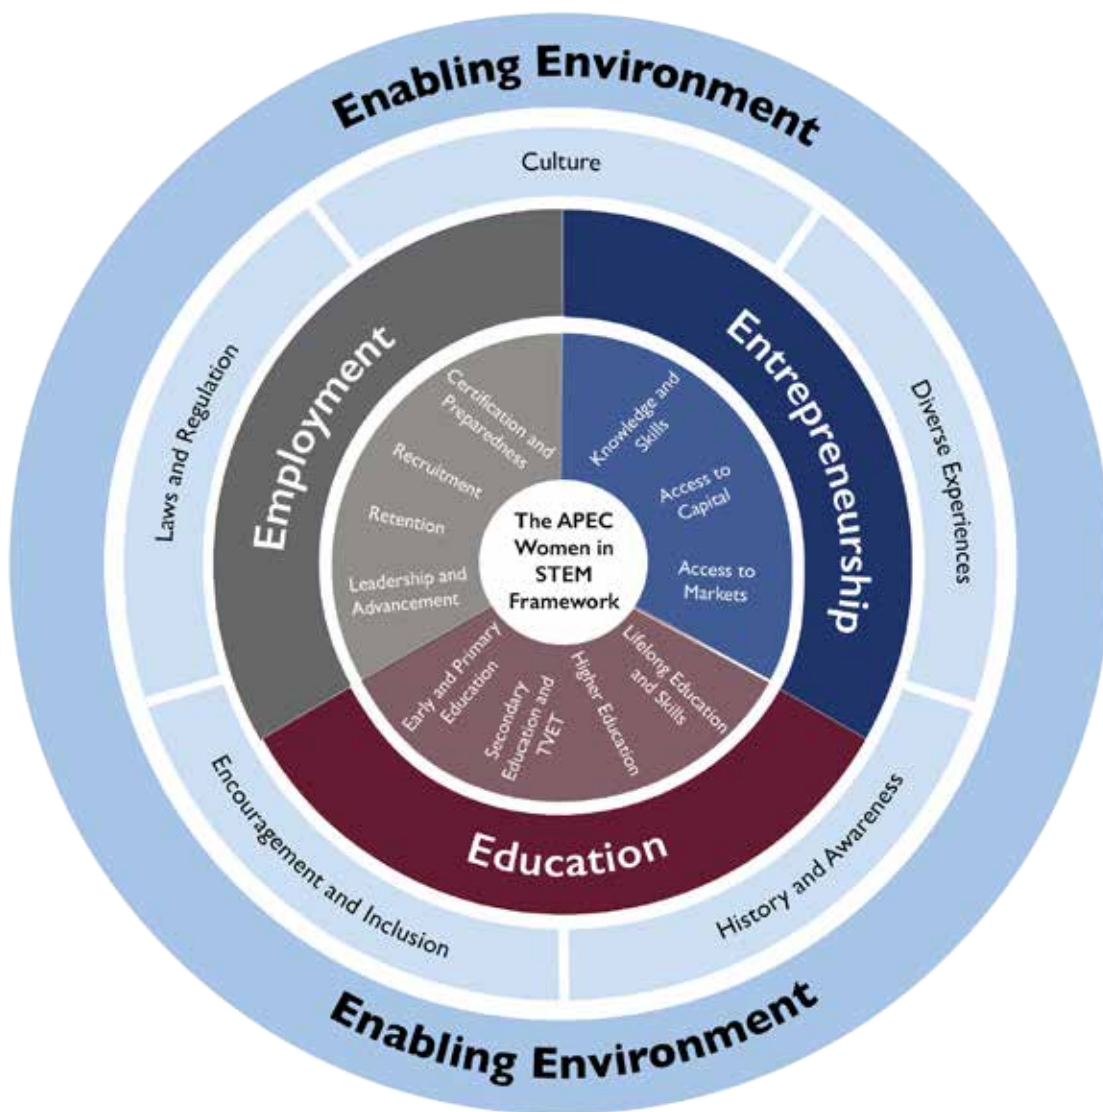 Enabling Environment
Culture
Laws and Regulation
Diverse Experiences
Encouragement and Inclusion
History and Awareness
Employment
Entrepreneurship
Education
Certification and
Preparedness
Recruitment
Retention
Leadership and
Advancement
Knowledge and
Skills
Access to
Capital
Access to
Markets
Early and Primary
Education
Secondary
Education and
TVET
Higher Education
Lifelong Education
and Skills
The APEC
Women in
STEM
Framework
Enabling Environment